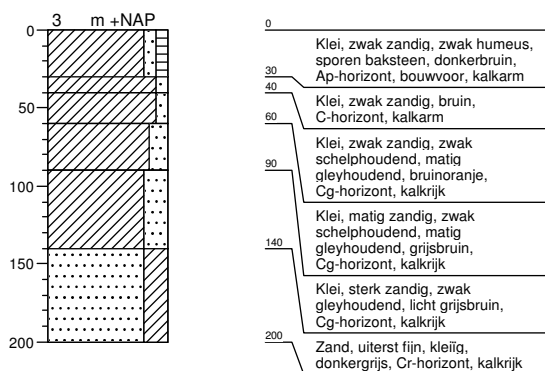 3 m +NAP
0
50
100
150
200
0
Klei, zwak zandig, zwak humeus,
sporen baksteen, donkerbruin,
Ap-horizont, bouwvoor, kalkarm
30
Klei, zwak zandig, bruin,
C-horizont, kalkarm
40
Klei, zwak zandig, zwak
schelphoudend, matig
gleyhoudend, bruinoranje,
Cg-horizont, kalkrijk
60
Klei, matig zandig, zwak
schelphoudend, matig
gleyhoudend, grijsbruin,
Cg-horizont, kalkrijk
90
Klei, sterk zandig, zwak
gleyhoudend, licht grijsbruin,
Cg-horizont, kalkrijk
140
Zand, uiterst fijn, kleiïg,
donkergrijs, Cr-horizont, kalkrijk
200